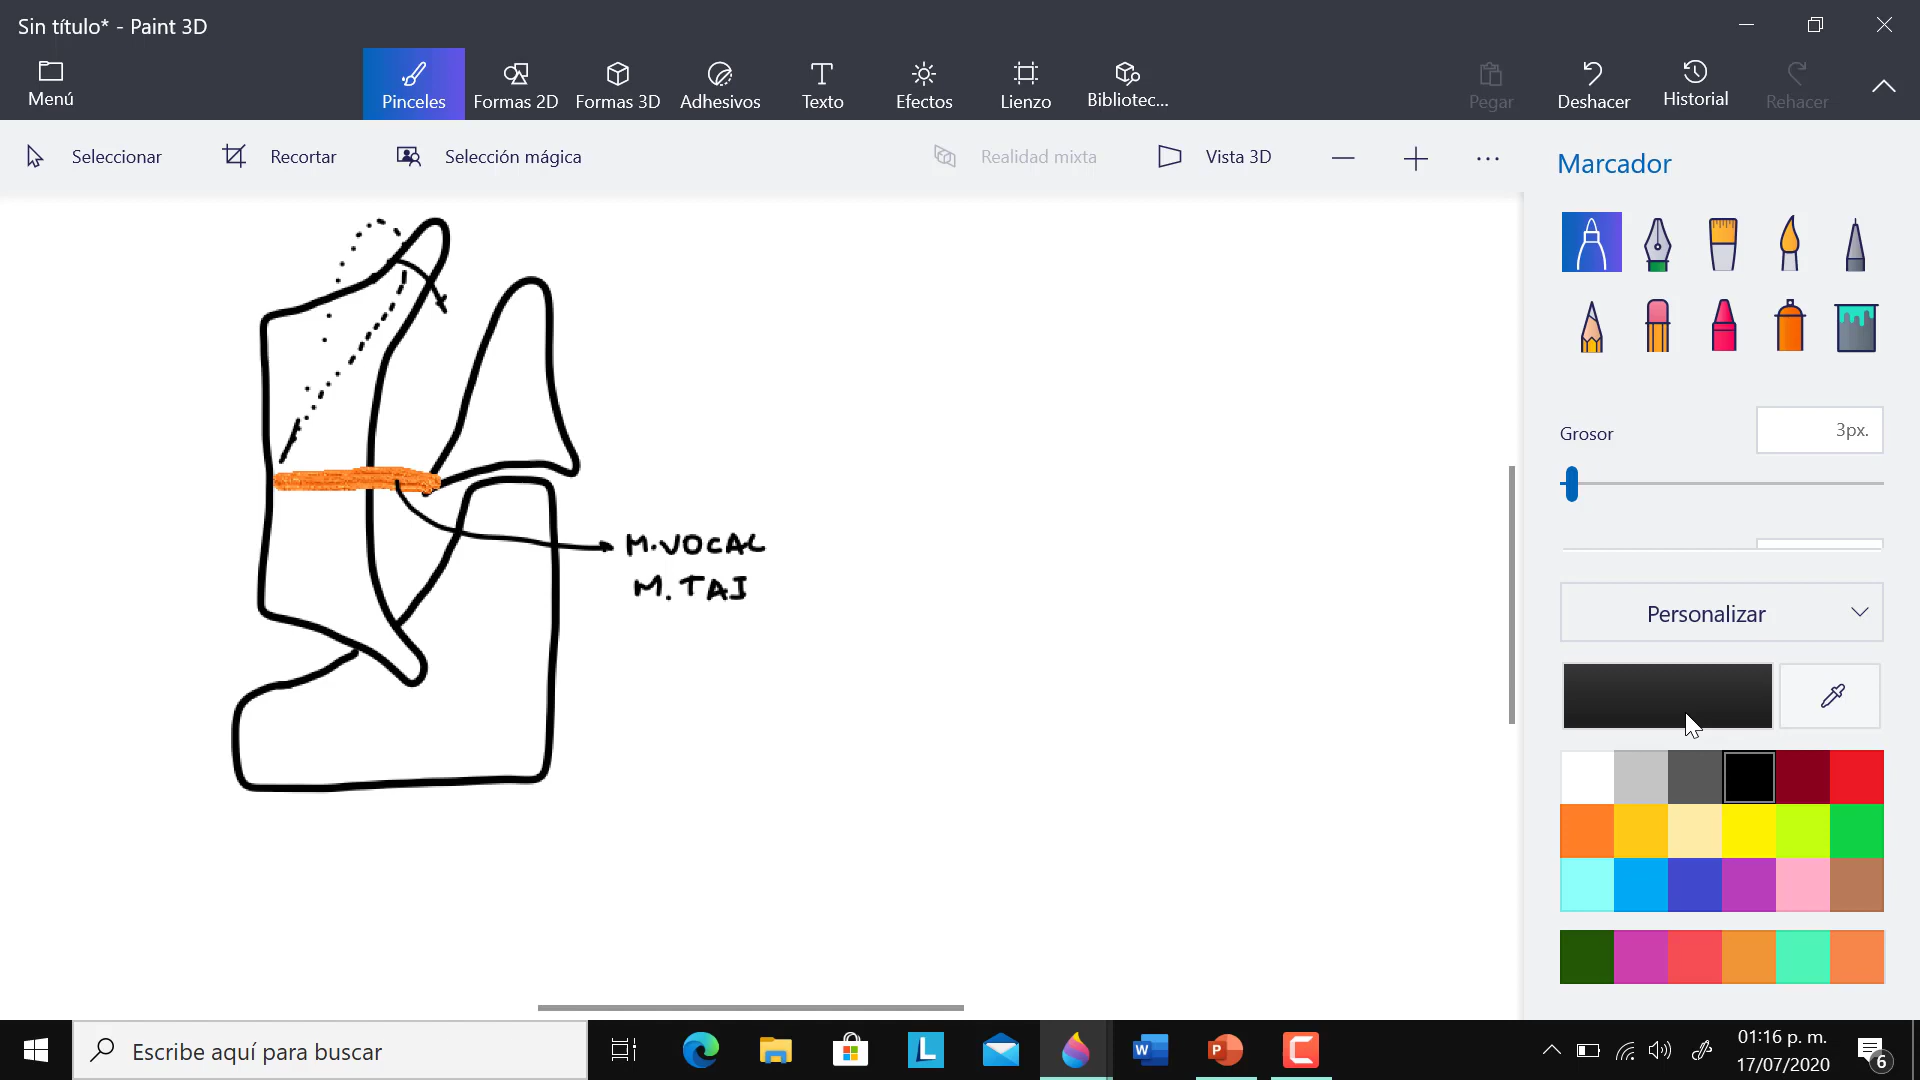 Sin título* - Paint 3D
Menú
Pinceles
Formas 2D
Formas 3D
Adhesivos
Texto
Efectos
Lienzo
Bibliotec...
Pegar
Deshacer
Historial
Rehacer
Seleccionar
Recortar
Selección mágica
Realidad mixta
Vista 3D
Marcador
Grosor
3px.
M.VOCAL
M.TAI
Personalizar
Escribe aquí para buscar
01:16 p. m.
17/07/2020
6